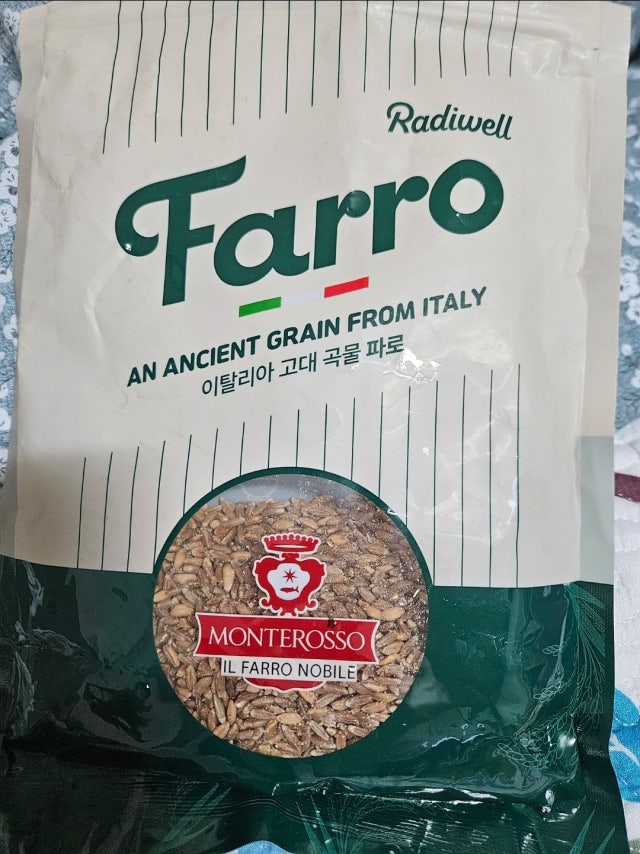 Radiwell
Farro
AN ANCIENT GRAIN FROM ITALY
이탈리아 고대 곡물 파로
MONTEROSSO
IL FARRO NOBILE